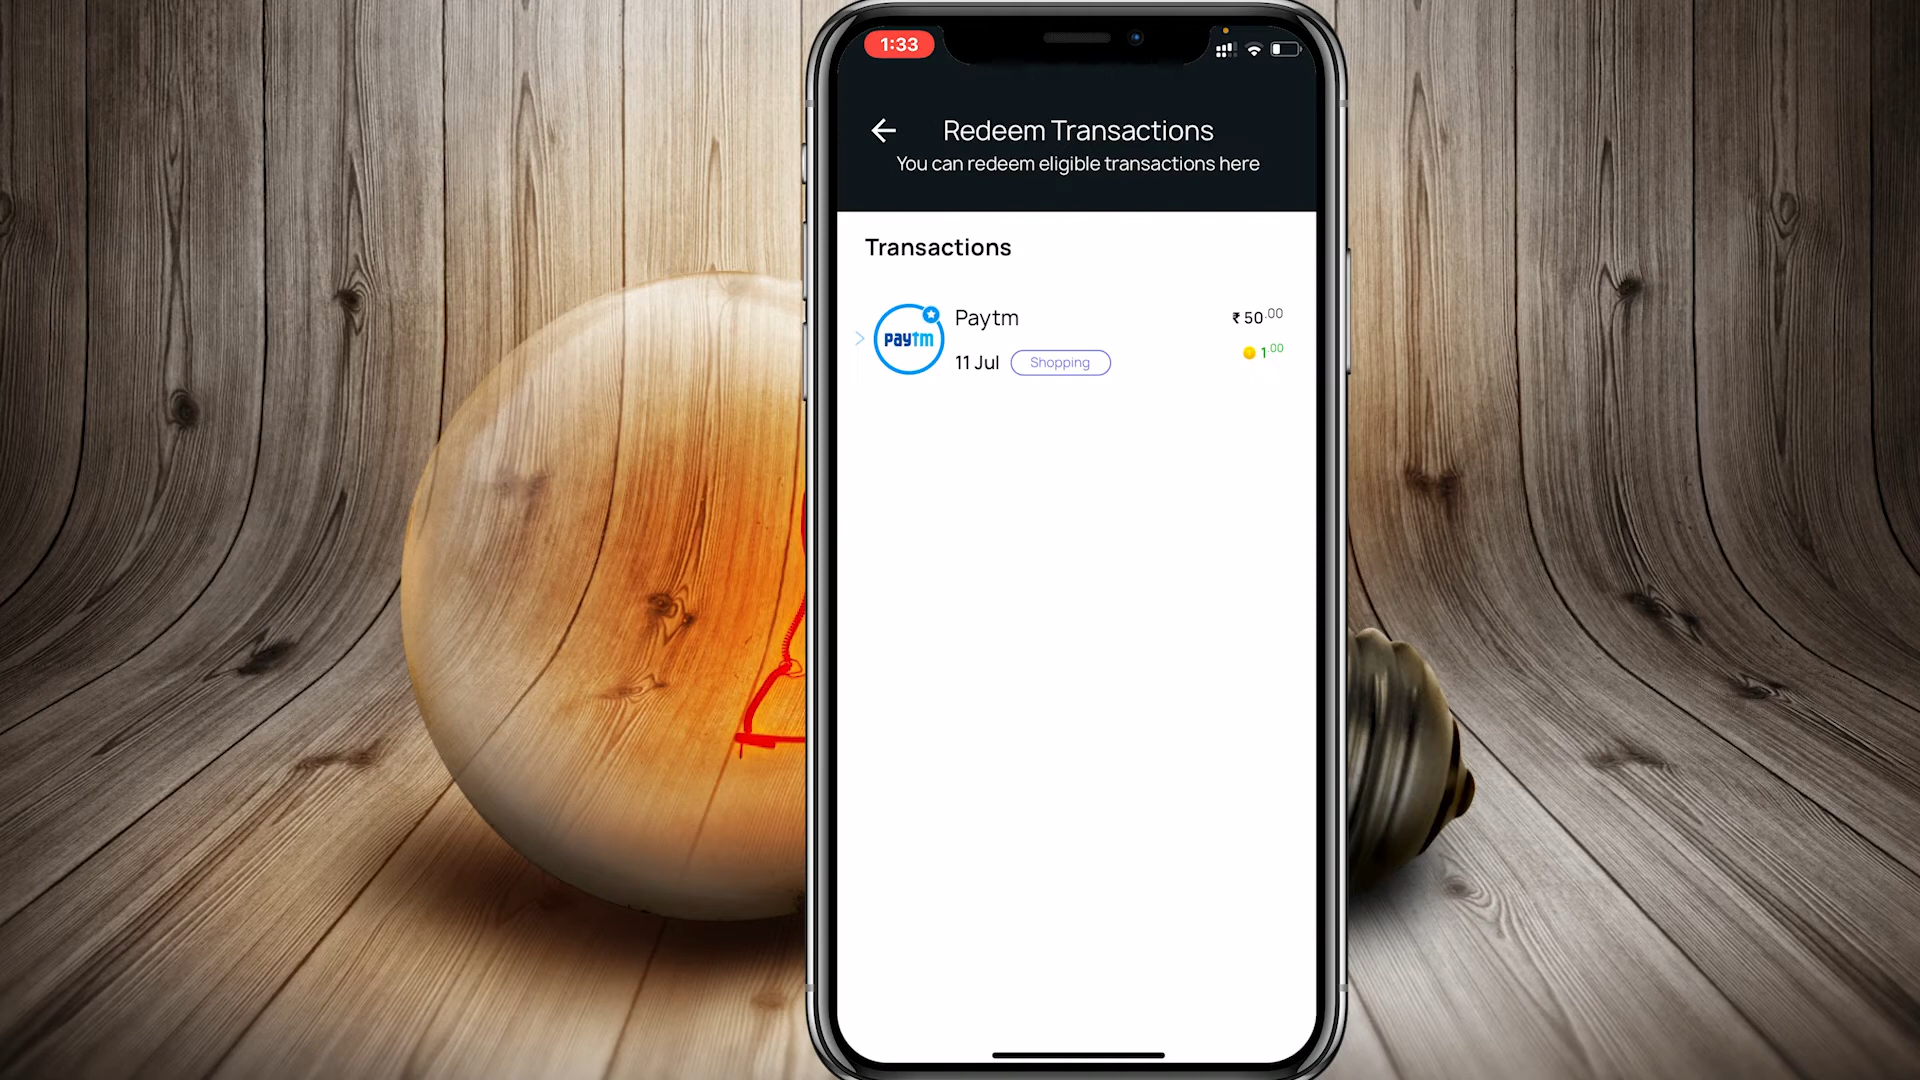 1:33
Redeem Transactions
You can redeem eligible transactions here
Transactions
paytm
Paytm
₹ 50.00
11 Jul
Shopping
1.00